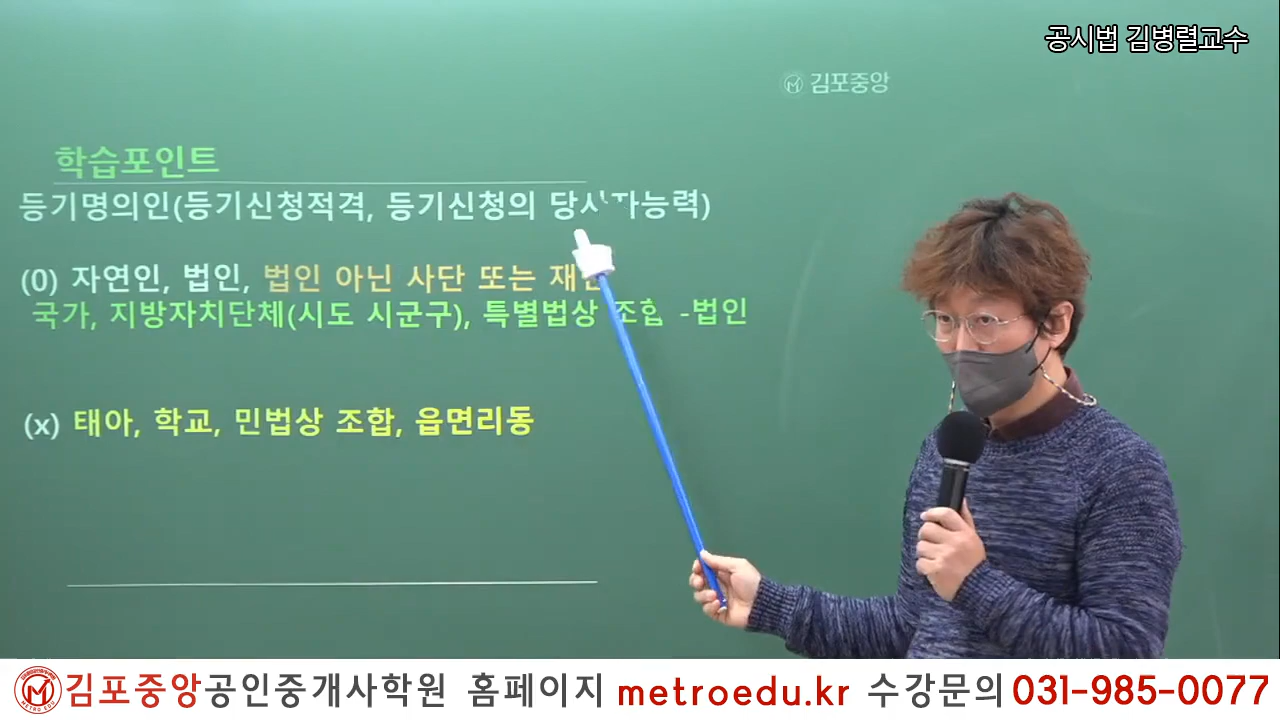 공시법 김병렬교수
김포중앙
학습포인트
등기명의인(등기신청적격, 등기신청의 당사자능력)
(0) 자연인, 법인, 법인 아닌 사단 또는
국가, 지방자치단체(시도 시군구), 특별법상 조합 -법인
(x) 태아, 학교, 민법상 조합, 읍면리동
김포중앙공인중개사학원 홈페이지 metroedu.kr 수강문의 031-985-0077